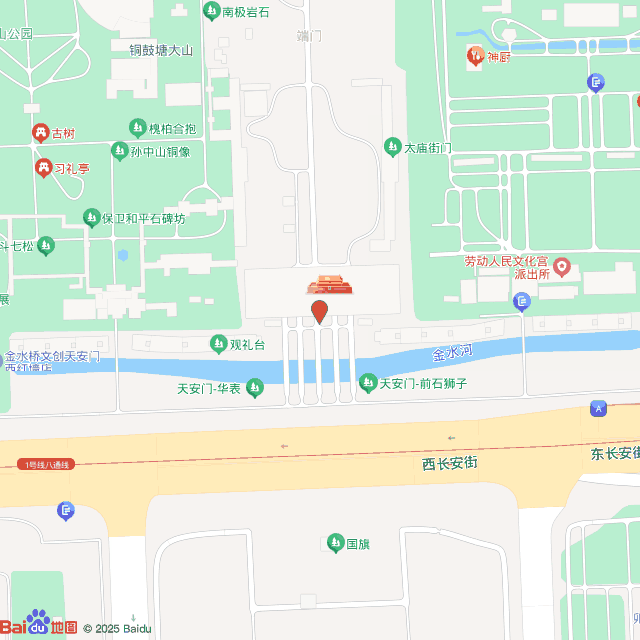 南极岩石
山公园
端门
铜鼓塘大山
神厨
古树
槐柏合抱
孙中山铜像
太庙街门
习礼亭
保卫和平石碑坊
斗七松
劳动人民文化宫
派出所
展
观礼台
金水河
金水桥文创天安门
西红墙店
天安门-华表
天安门-前石狮子
A
西长安街
东长安街
1号线八通线
国旗
Bai du 地图 © 2025 Baidu